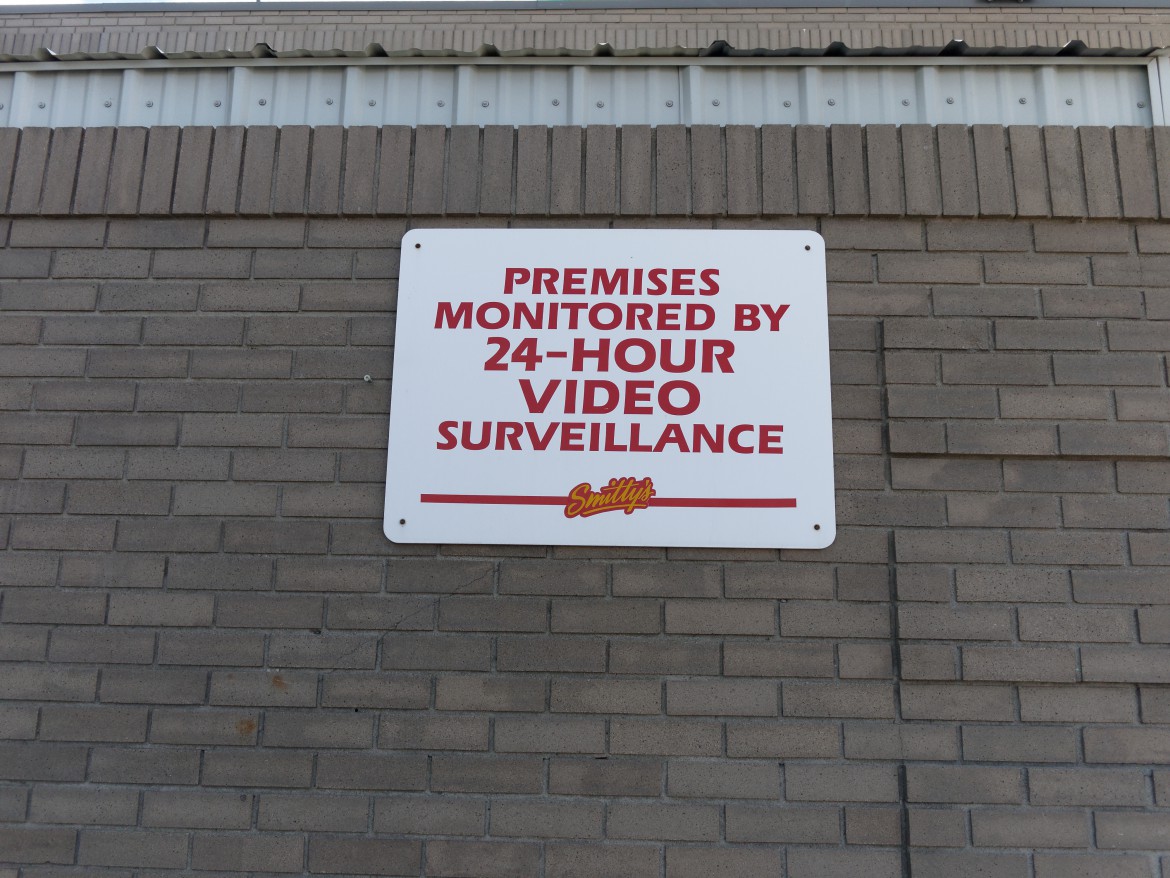 PREMISES
MONITORED BY
24-HOUR
VIDEO
SURVEILLANCE
Smitty's